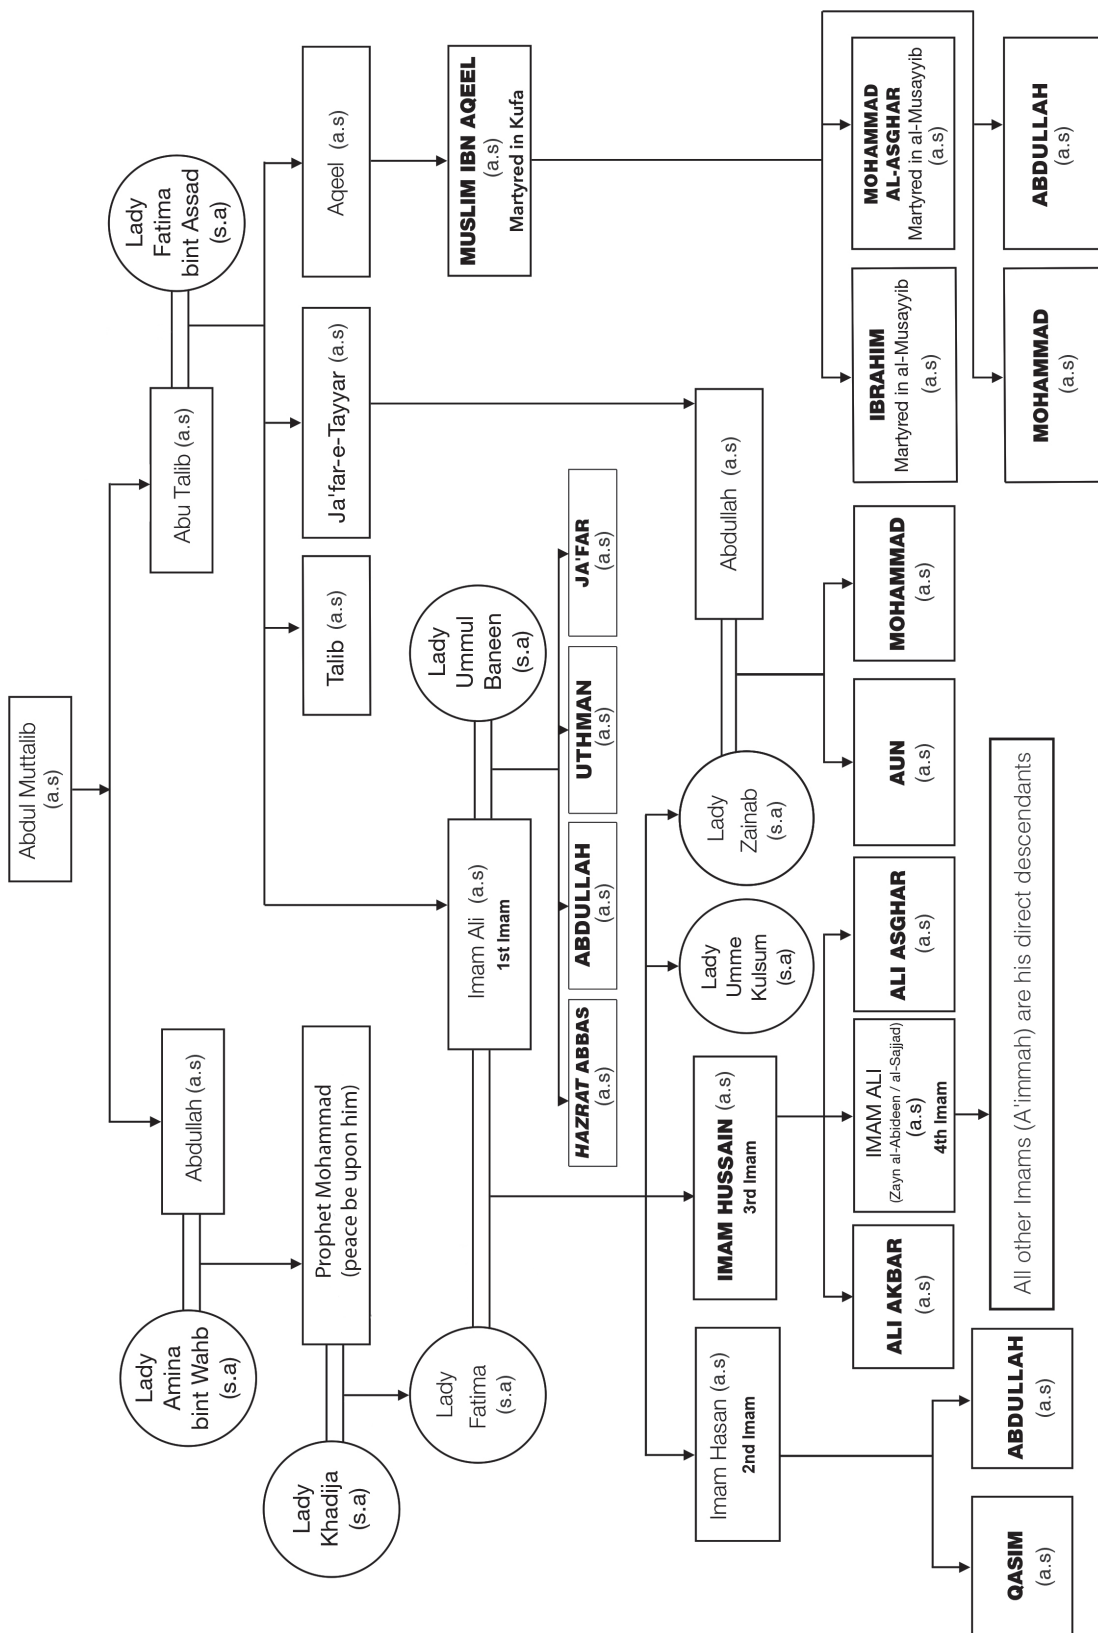 Abdul Muttalib
(a.s)
Lady
Amina
bint Wahb
(s.a)
Abdullah (a.s)
Abu Talib (a.s)
Lady
Fatima
bint Assad
(s.a)
Lady
Khadija
(s.a)
Prophet Mohammad
(peace be upon him)
Talib (a.s)
Ja'far-e-Tayyar (a.s)
Aqeel (a.s)
Lady
Fatima
(s.a)
Imam Ali (a.s)
1st Imam
Lady
Ummul
Baneen
(s.a)
MUSLIM IBN AQEEL
(a.s)
Martyred in Kufa
HAZRAT ABBAS
(a.s)
ABDULLAH
(a.s)
UTHMAN
(a.s)
JA'FAR
(a.s)
Imam Hasan (a.s)
2nd Imam
IMAM HUSSAIN (a.s)
3rd Imam
Lady
Umme
Kulsum
(s.a)
Lady
Zainab
(s.a)
Abdullah (a.s)
ALI AKBAR
(a.s)
IMAM ALI
(Zayn al-Abideen / al-Sajjad)
(a.s)
4th Imam
ALI ASGHAR
(a.s)
AUN
(a.s)
MOHAMMAD
(a.s)
IBRAHIM
Martyred in al-Musayyib
(a.s)
MOHAMMAD
AL-ASGHAR
Martyred in al-Musayyib
(a.s)
QASIM
(a.s)
ABDULLAH
(a.s)
All other Imams (A'immah) are his direct descendants
MOHAMMAD
(a.s)
ABDULLAH
(a.s)